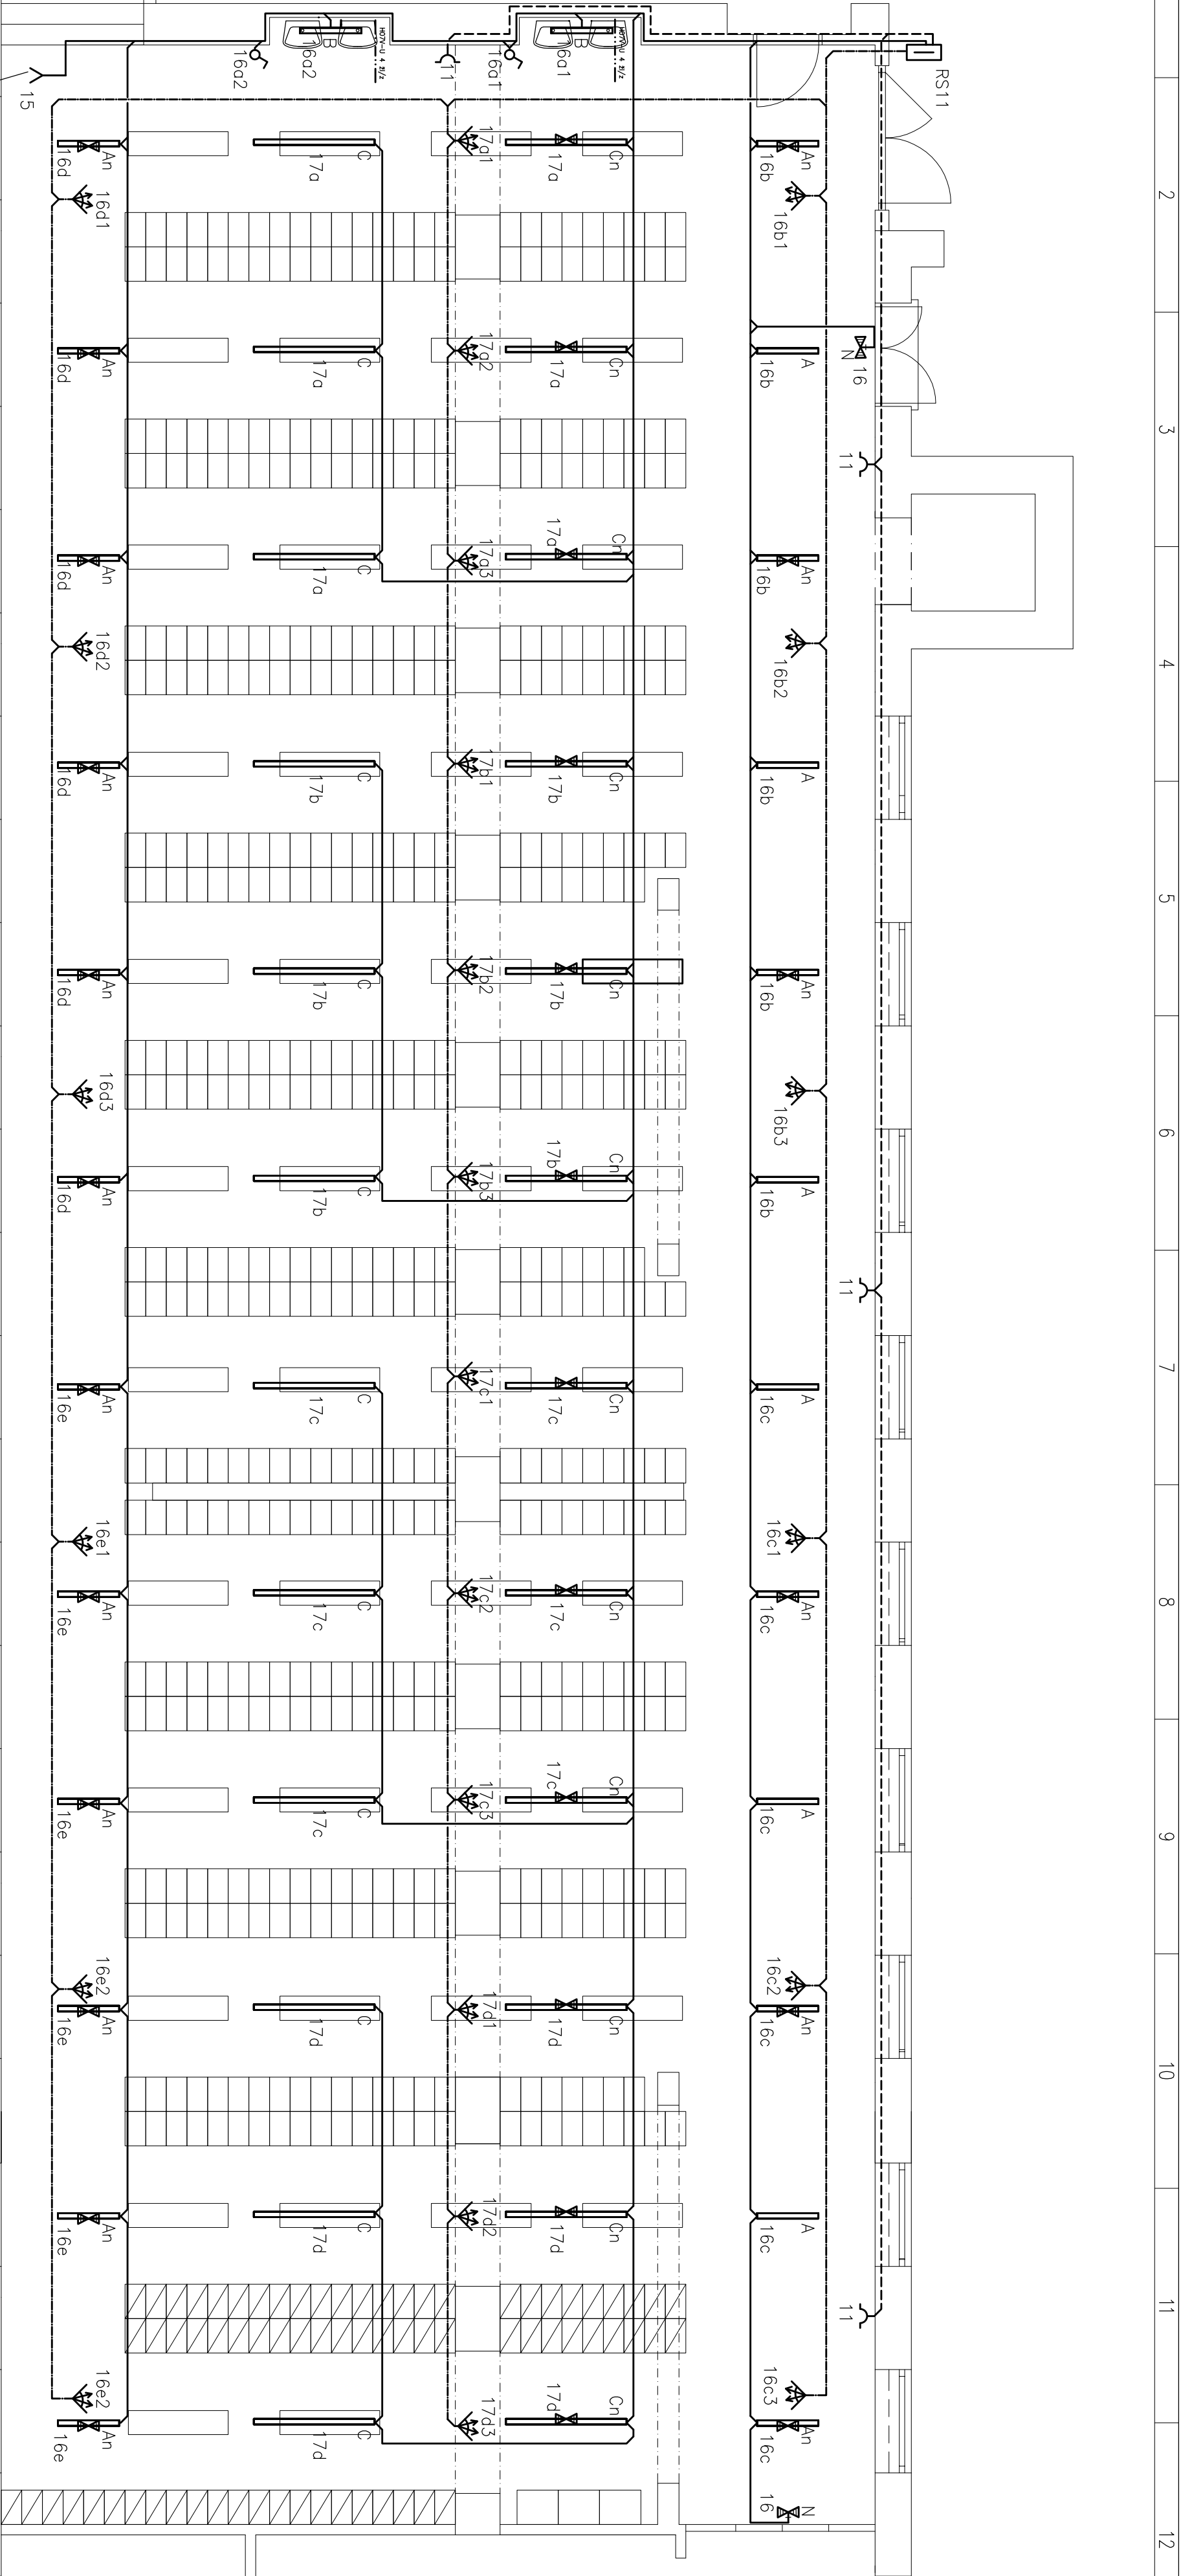 2 3 4 5 6 7 8 9 10 11 12
RS11
16
N 11 11 11
An A An A An A A An A An A An N
16b1 16b2 16b3 16c1 16c2 16c3
16b 16b 16b 16b 16b 16b 16c 16c 16c 16c 16c 16c 16
H07V-U 4
Cn Cn Cn Cn Cn Cn Cn Cn Cn Cn Cn Cn
B
16a1 17a 17a 17a 17b 17b 17b 17c 17c 17c 17d 17d 17d
16a1 17a1 17a2 17a3 17b1 17b2 17b3 17c1 17c2 17c3 17d1 17d2 17d3
11
H07V-U 4
C C C C C C C C C C C C
B
16a2 17a 17a 17a 17b 17b 17b 17c 17c 17c 17d 17d 17d
16a2
An An An An An An An An An An An An
16d1 16d2 16d3 16e1 16e2 16e2
16d 16d 16d 16d 16d 16d 16e 16e 16e 16e 16e 16e
15